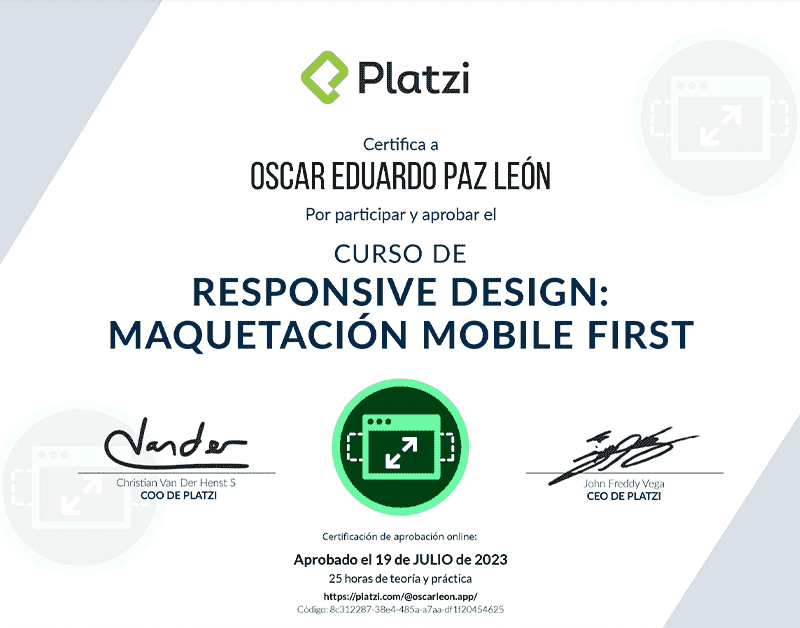 Platzi
Certifica a
OSCAR EDUARDO PAZ LEÓN
Por participar y aprobar el
CURSO DE
RESPONSIVE DESIGN:
MAQUETACIÓN MOBILE FIRST
Christian Van Der Henst S
COO DE PLATZI
John Freddy Vega
CEO DE PLATZI
Certificación de aprobación online:
Aprobado el 19 de JULIO de 2023
25 horas de teoría y práctica
https://platzi.com/@oscarleon.app/
Código: 8c312287-38e4-485a-a7aa-df1f20454625